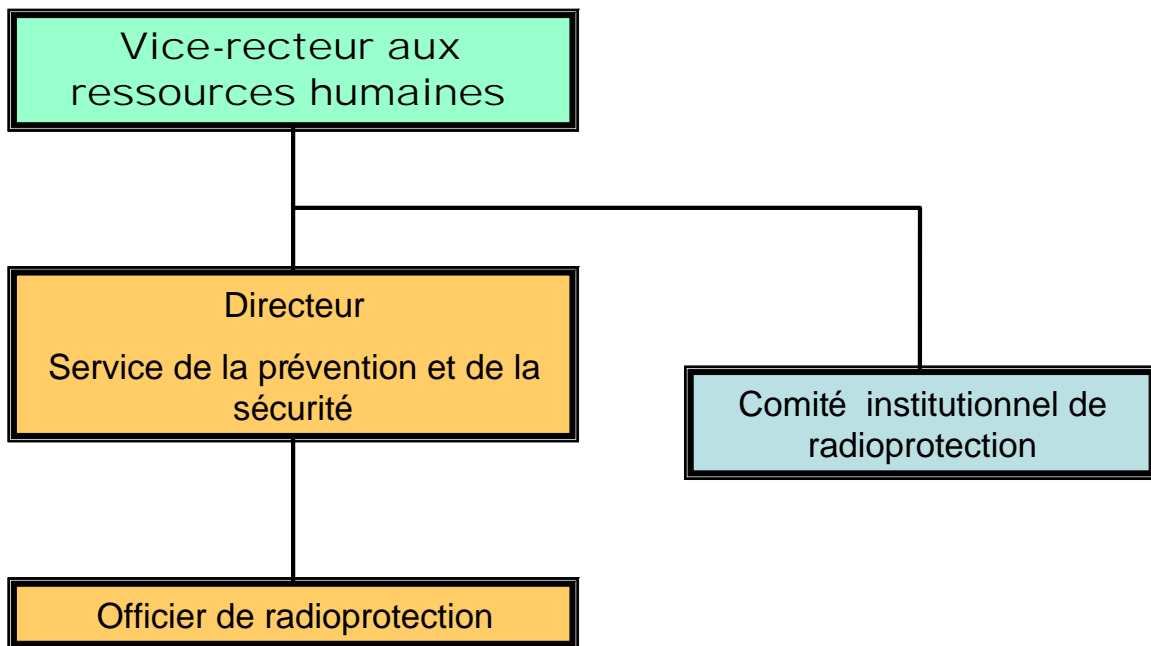 Vice-recteur aux
ressources humaines
Directeur
Service de la prévention et de la
sécurité
Comité institutionnel de
radioprotection
Officier de radioprotection